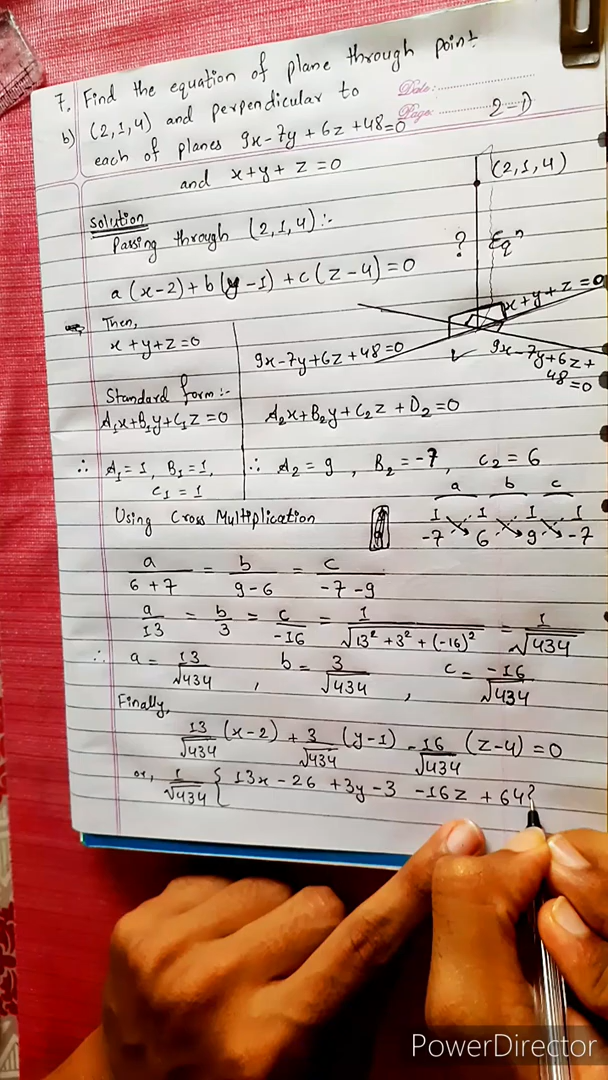 7. Find the equation of plane through point
b) (2,1,4) and perpendicular to
Date:
Page:
2-1)
each of planes 9x-7y+6z+48=0
and x+y+z=0
(2,1,4)
Solution
Passing through (2,1,4):-
? Eqⁿ
a(x-2)+b(y-1)+c(z-4)=0
x+y+z=0
Then,
x+y+z=0
9x-7y+6z+48=0
9x-7y+6z+
48=0
Standard form:-
A₁x+B₁y+C₁z=0
A₂x+B₂y+C₂z+D₂=0
∴ A₁=1, B₁=1,
C₁=1
∴ A₂=9, B₂=-7, C₂=6
a b c
1 1 1 1
-7 6 9 -7
Using Cross Multiplication
a/(6+7) = b/(9-6) = c/(-7-9)
a/13 = b/3 = c/-16 = 1/√(13²+3²+(-16)²) = 1/√434
∴ a = 13/√434, b = 3/√434, c = -16/√434
Finally,
13/√434 (x-2) + 3/√434 (y-1) - 16/√434 (z-4) = 0
or, 1/√434 {13x-26+3y-3-16z+64}
PowerDirector